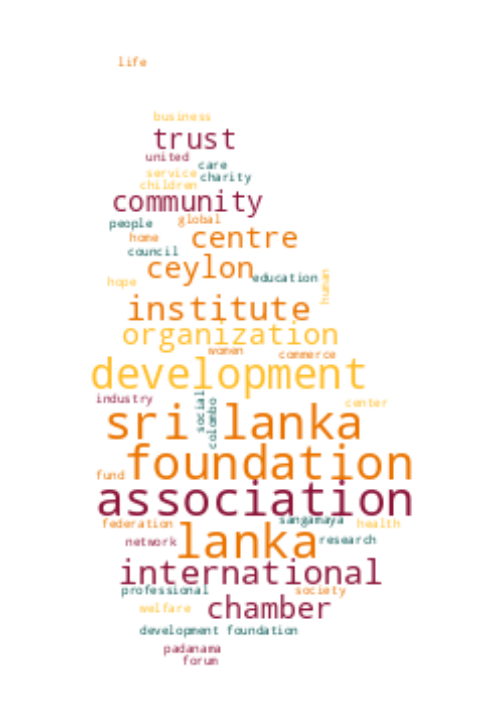 life
business
trust
united
care
service
charity
children
community
people
global
home
centre
council
ceylon
education
hope
human
institute
organization
women
commerce
development
industry
social
colombo
center
sri lanka
foundation
fund
association
federation
sangamaya
health
lanka
network
research
international
professional
society
welfare
chamber
development foundation
padanama
forum